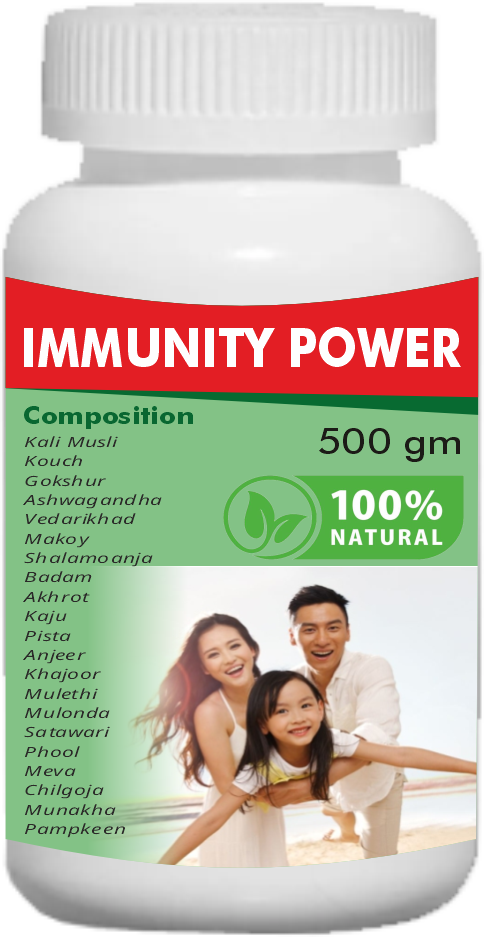 IMMUNITY POWER
Composition
Kali Musli
Kouch
Gokshur
Ashwagandha
Vedarikhad
Makoy
Shalamoanja
Badam
Akhrot
Kaju
Pista
Anjeer
Khajoor
Mulethi
Mulonda
Satawari
Phool
Meva
Chilgoja
Munakha
Pampkeen
500 gm
100%
NATURAL